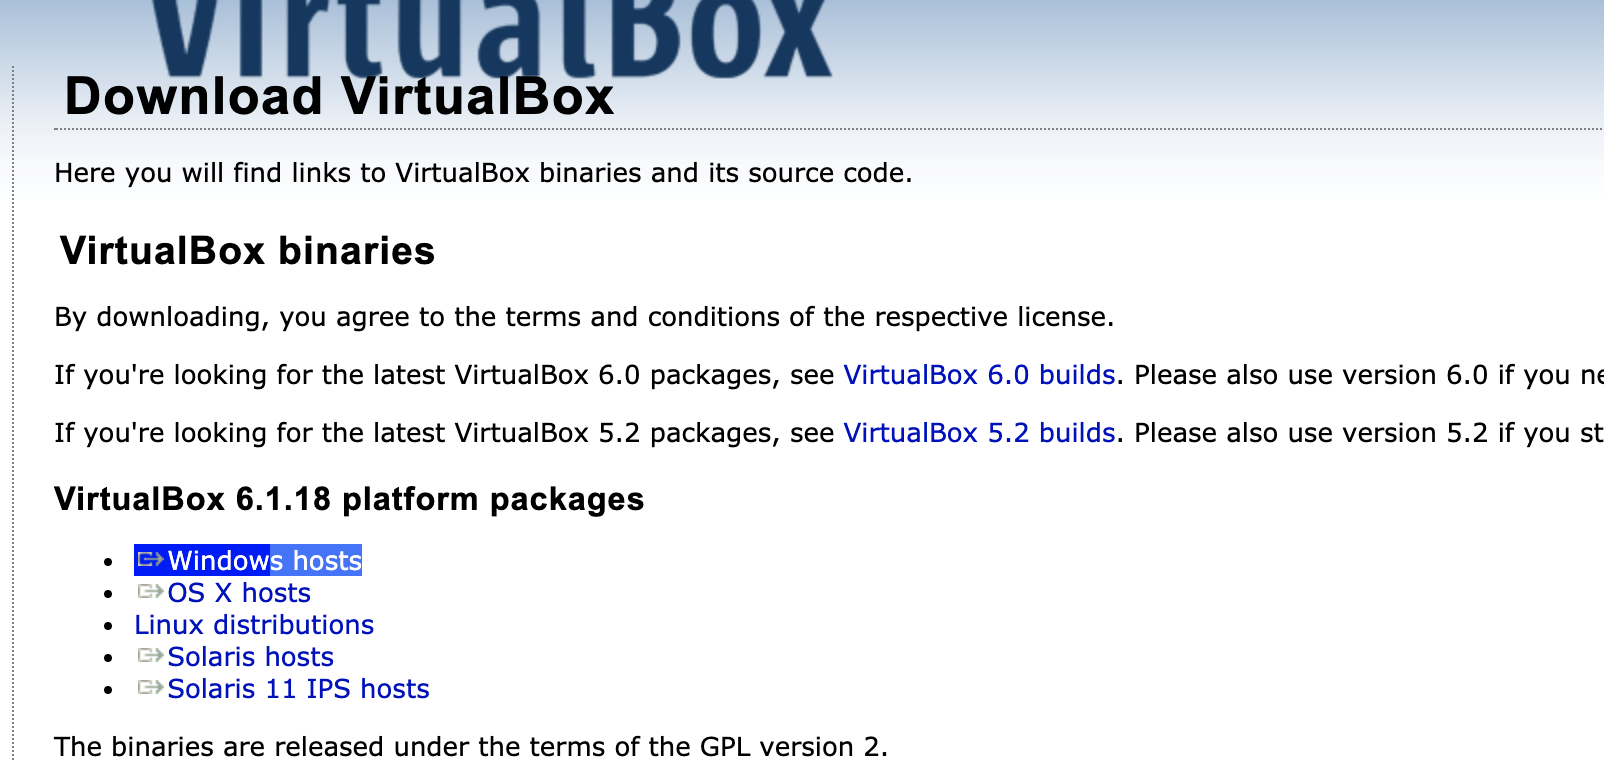 VirtualBox
Download VirtualBox
Here you will find links to VirtualBox binaries and its source code.
VirtualBox binaries
By downloading, you agree to the terms and conditions of the respective license.
If you're looking for the latest VirtualBox 6.0 packages, see VirtualBox 6.0 builds. Please also use version 6.0 if you
If you're looking for the latest VirtualBox 5.2 packages, see VirtualBox 5.2 builds. Please also use version 5.2 if you
VirtualBox 6.1.18 platform packages
Windows hosts
OS X hosts
Linux distributions
Solaris hosts
Solaris 11 IPS hosts
The binaries are released under the terms of the GPL version 2.